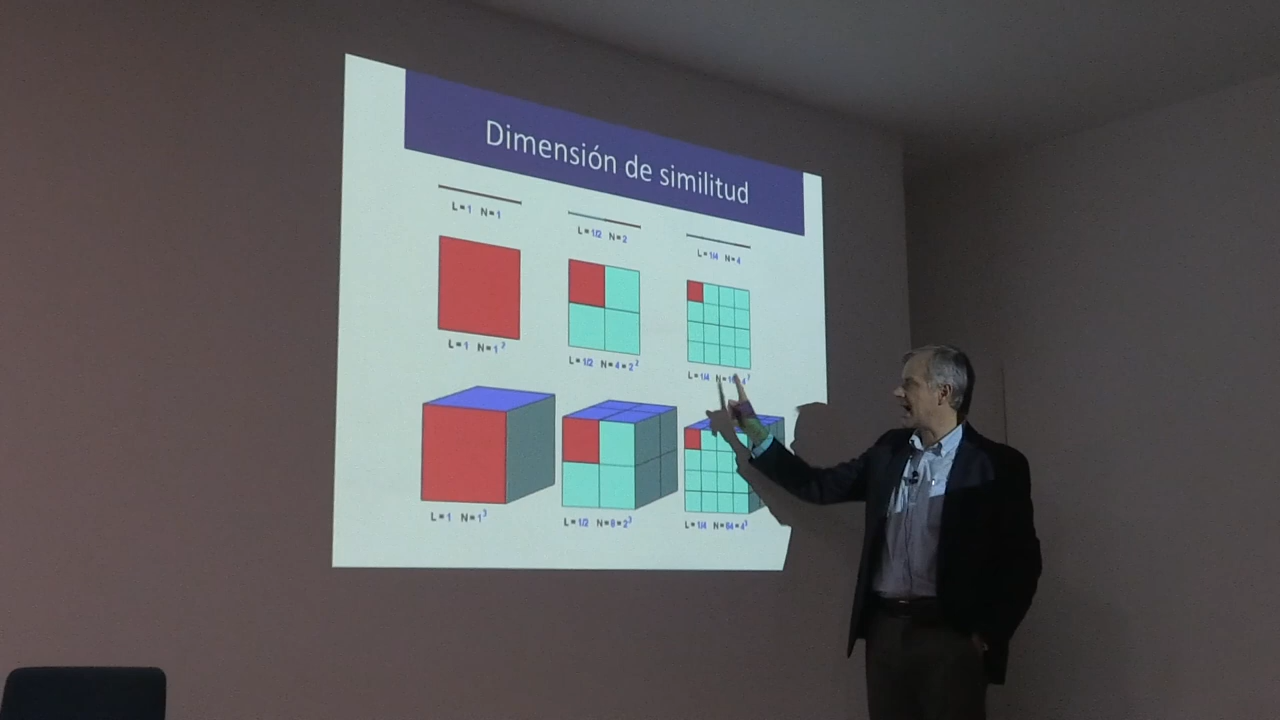 Dimensión de similitud
L=1 N=1
L=1/2 N=2
L=1/4 N=4
L=1 N=1²
L=1/2 N=4=2²
L=1/4
L=1 N=1³
L=1/2 N=8=2³
L=1/4 N=64=4³